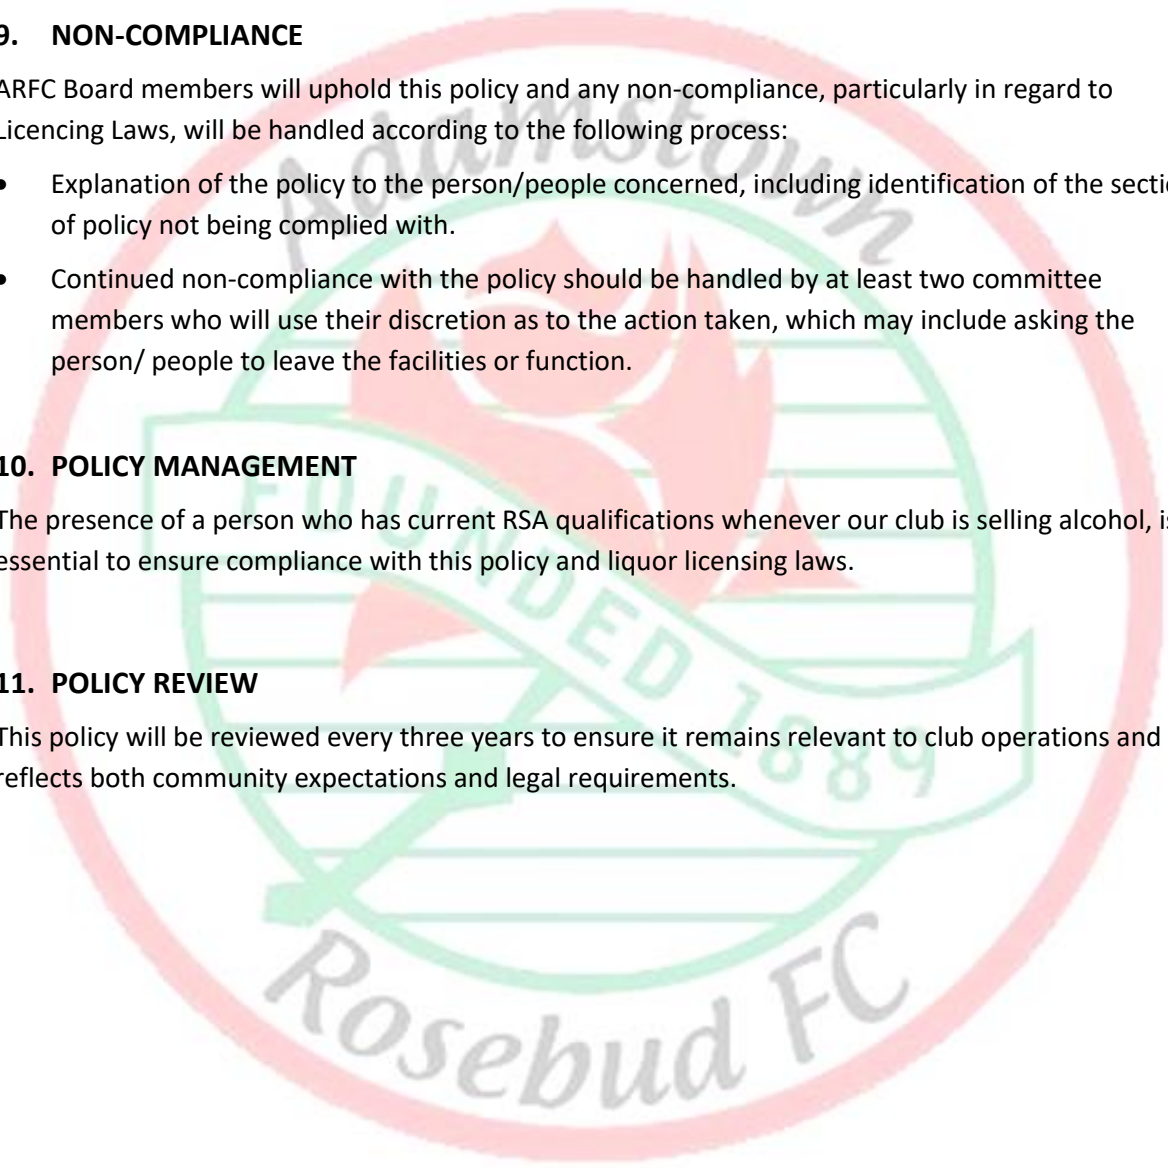 9. NON-COMPLIANCE
ARFC Board members will uphold this policy and any non-compliance, particularly in regard to
Licencing Laws, will be handled according to the following process:
• Explanation of the policy to the person/people concerned, including identification of the secti
of policy not being complied with.
• Continued non-compliance with the policy should be handled by at least two committee
members who will use their discretion as to the action taken, which may include asking the
person/ people to leave the facilities or function.
10. POLICY MANAGEMENT
The presence of a person who has current RSA qualifications whenever our club is selling alcohol, is
essential to ensure compliance with this policy and liquor licensing laws.
11. POLICY REVIEW
This policy will be reviewed every three years to ensure it remains relevant to club operations and
reflects both community expectations and legal requirements.
Adamstown
FOUNDED 1889
Rosebud FC